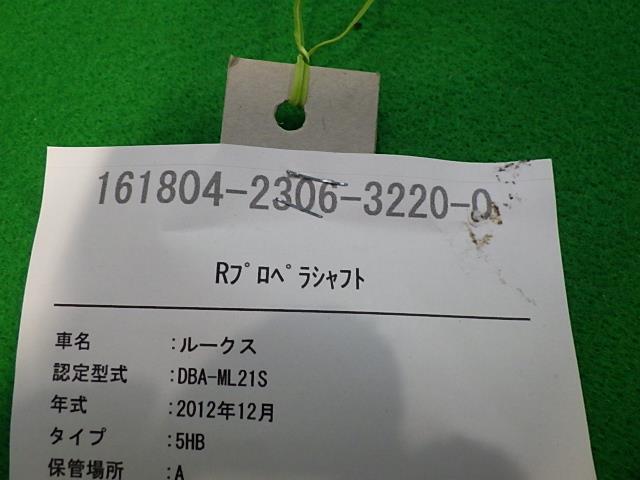 161804-2306-3220-0
Rﾌﾟﾛﾍﾟﾗｼｬﾌﾄ
車名 :ルークス
認定型式 :DBA-ML21S
年式 :2012年12月
タイプ :5HB
保管場所 :A